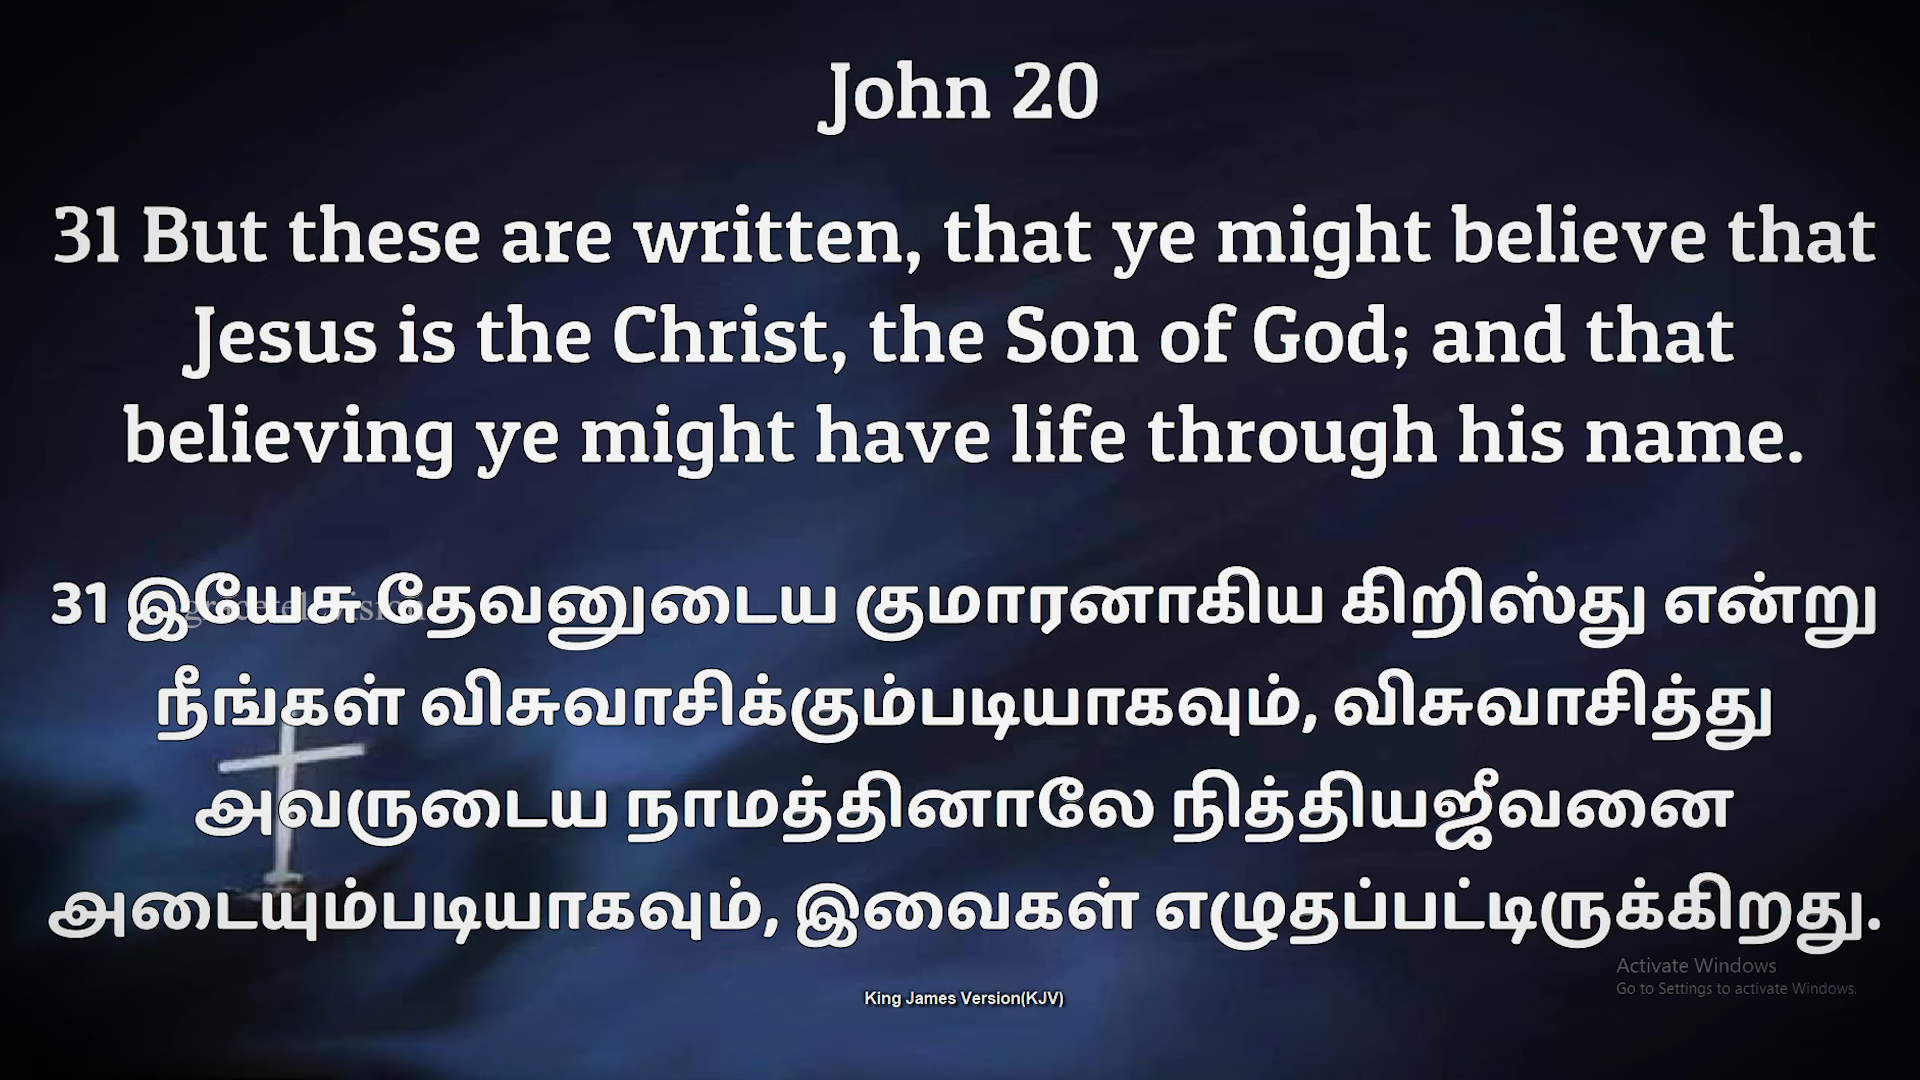 John 20
31 But these are written, that ye might believe that
Jesus is the Christ, the Son of God; and that
believing ye might have life through his name.
31 இயேசு தேவனுடைய குமாரனாகிய கிறிஸ்து என்று
நீங்கள் விசுவாசிக்கும்படியாகவும், விசுவாசித்து
அவருடைய நாமத்தினாலே நித்தியஜீவனை
அடையும்படியாகவும், இவைகள் எழுதப்பட்டிருக்கிறது.
Activate Windows
Go to Settings to activate Windows.
King James Version(KJV)